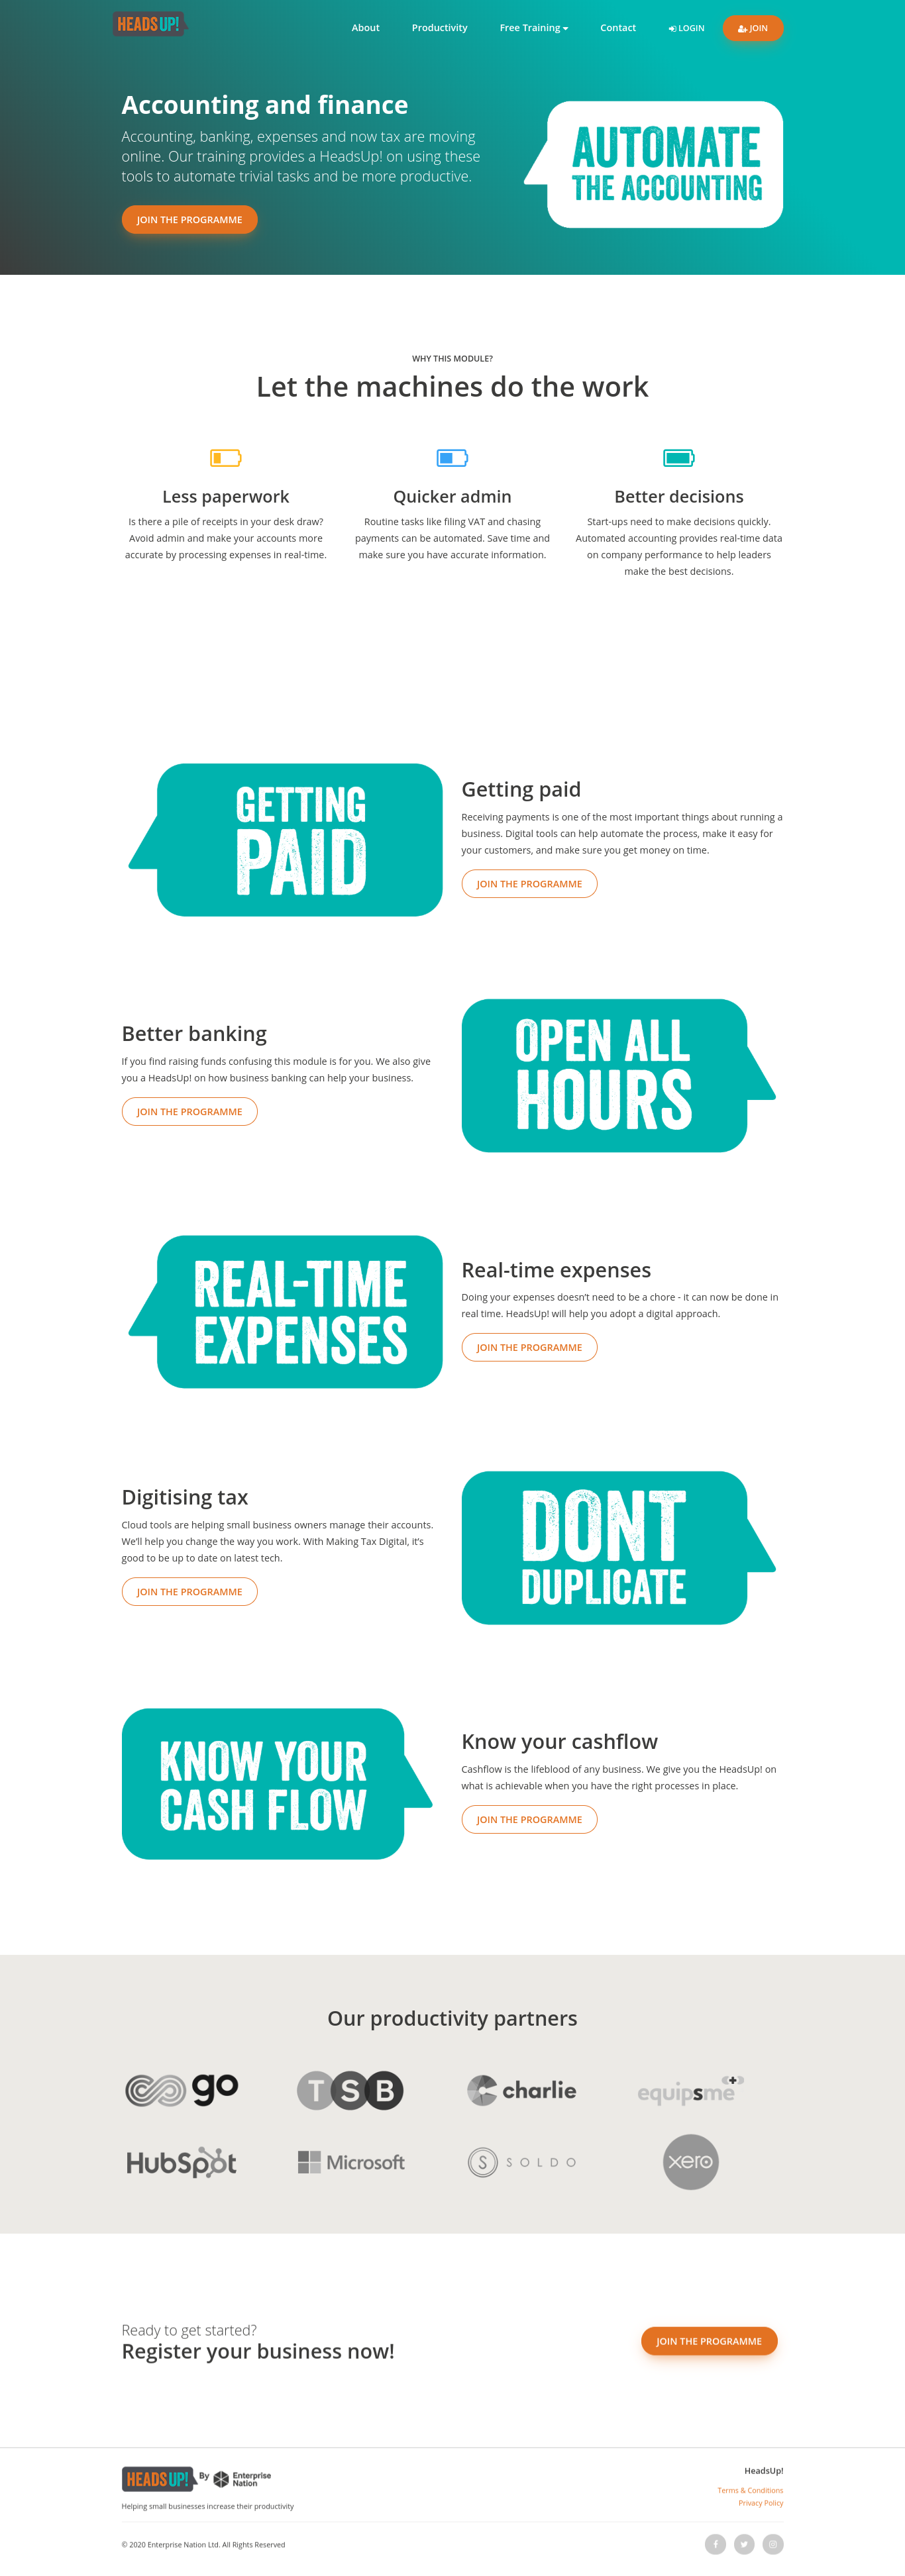 HEADSUP!
About
Productivity
Free Training
Contact
LOGIN
JOIN
Accounting and finance
Accounting, banking, expenses and now tax are moving
online. Our training provides a HeadsUp! on using these
tools to automate trivial tasks and be more productive.
JOIN THE PROGRAMME
AUTOMATE
THE ACCOUNTING
WHY THIS MODULE?
Let the machines do the work
Less paperwork
Is there a pile of receipts in your desk draw?
Avoid admin and make your accounts more
accurate by processing expenses in real-time.
Quicker admin
Routine tasks like filing VAT and chasing
payments can be automated. Save time and
make sure you have accurate information.
Better decisions
Start-ups need to make decisions quickly.
Automated accounting provides real-time data
on company performance to help leaders
make the best decisions.
GETTING
PAID
Getting paid
Receiving payments is one of the most important things about running a
business. Digital tools can help automate the process, make it easy for
your customers, and make sure you get money on time.
JOIN THE PROGRAMME
Better banking
If you find raising funds confusing this module is for you. We also give
you a HeadsUp! on how business banking can help your business.
JOIN THE PROGRAMME
OPEN ALL
HOURS
REAL-TIME
EXPENSES
Real-time expenses
Doing your expenses doesn't need to be a chore - it can now be done in
real time. HeadsUp! will help you adopt a digital approach.
JOIN THE PROGRAMME
Digitising tax
Cloud tools are helping small business owners manage their accounts.
We'll help you change the way you work. With Making Tax Digital, it's
good to be up to date on latest tech.
JOIN THE PROGRAMME
DONT
DUPLICATE
KNOW YOUR
CASH FLOW
Know your cashflow
Cashflow is the lifeblood of any business. We give you the HeadsUp! on
what is achievable when you have the right processes in place.
JOIN THE PROGRAMME
Our productivity partners
go
TSB
charlie
equipsme
HubSpot
Microsoft
S SOLDO
xero
Ready to get started?
Register your business now!
JOIN THE PROGRAMME
HEADSUP!
By
Enterprise
Nation
Helping small businesses increase their productivity
HeadsUp!
Terms & Conditions
Privacy Policy
© 2020 Enterprise Nation Ltd. All Rights Reserved